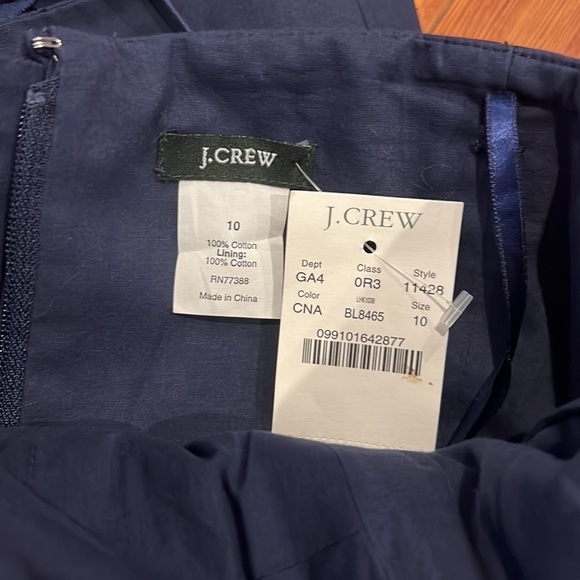 J.CREW
10
100% Cotton
Lining:
100% Cotton
RN77388
Made in China
J.CREW
Dept Class Style
GA4 0R3 11428
Color Size
CNA BL8465 10
099101642877